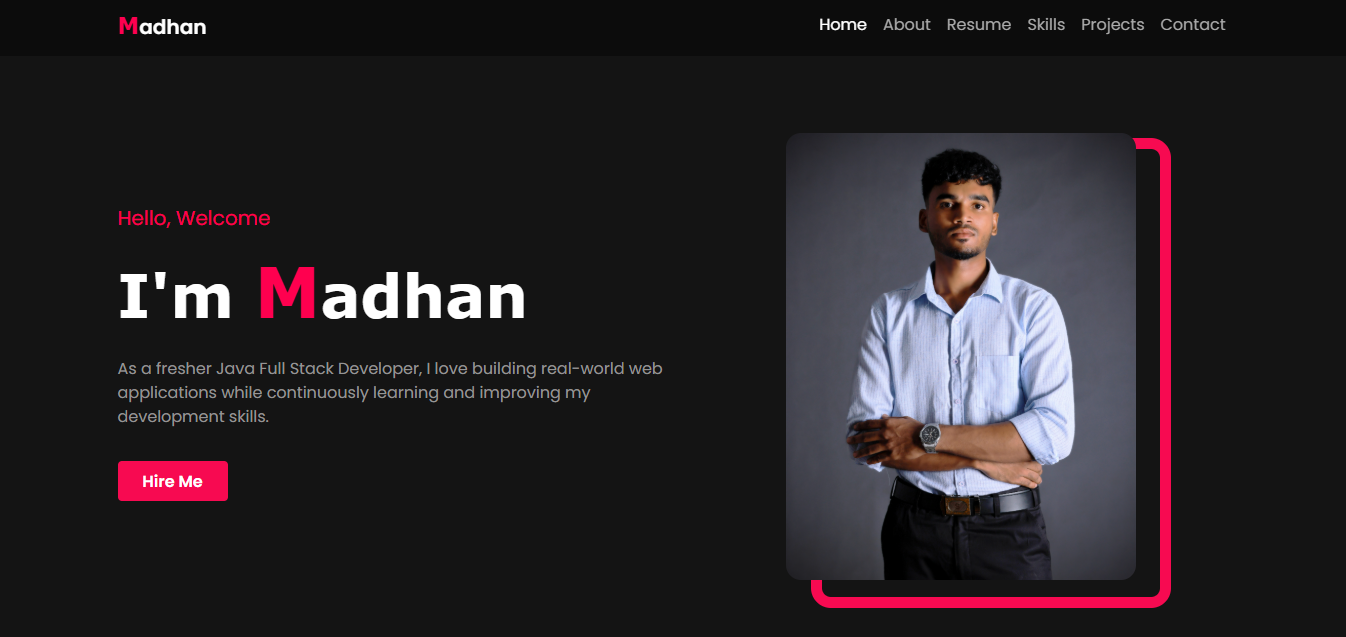 Madhan
Home About Resume Skills Projects Contact
Hello, Welcome
I'm Madhan
As a fresher Java Full Stack Developer, I love building real-world web
applications while continuously learning and improving my
development skills.
Hire Me